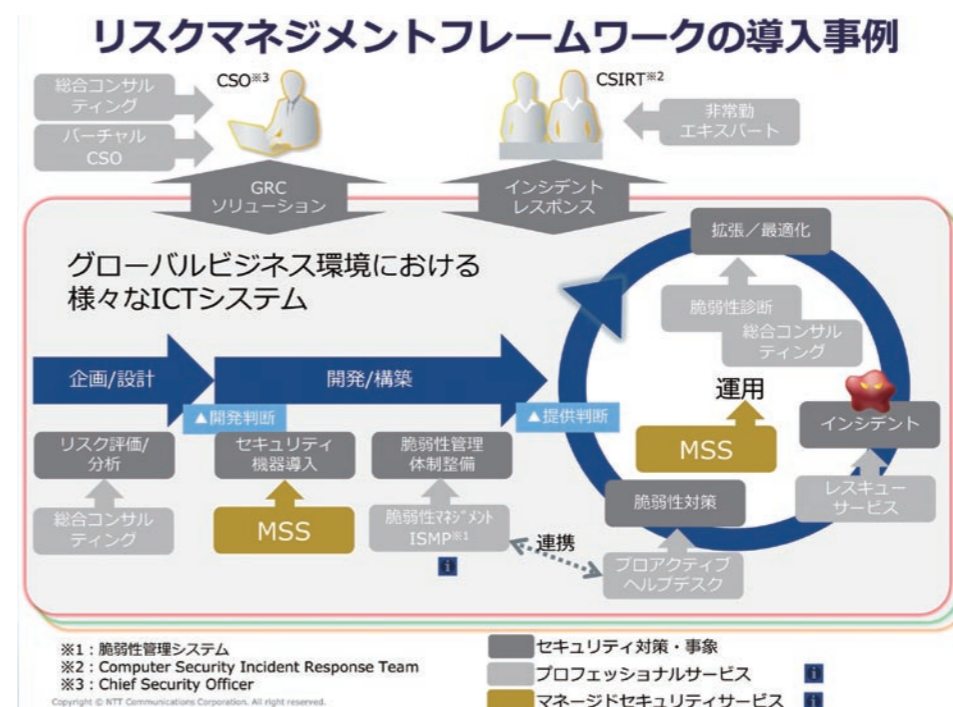 リスクマネジメントフレームワークの導入事例
総合コンサル
ティング
CSO※3
CSIRT※2
非常勤
エキスパート
バーチャル
CSO
GRC
ソリューション
インシデント
レスポンス
グローバルビジネス環境における
様々なICTシステム
拡張／最適化
脆弱性診断
総合コンサル
ティング
企画/設計
開発/構築
▲開発判断
▲提供判断
運用
MSS
インシデント
レスキュー
サービス
リスク評価/
分析
セキュリティ
機器導入
脆弱性管理
体制整備
脆弱性対策
総合コンサル
ティング
MSS
脆弱性ﾏﾈｼﾞﾒﾝﾄ
ISMP※1
連携
プロアクティブ
ヘルプデスク
i
※1：脆弱性管理システム
※2：Computer Security Incident Response Team
※3：Chief Security Officer
Copyright © NTT Communications Corporation. All right reserved.
セキュリティ対策・事象
プロフェッショナルサービス
i
マネージドセキュリティサービス
i